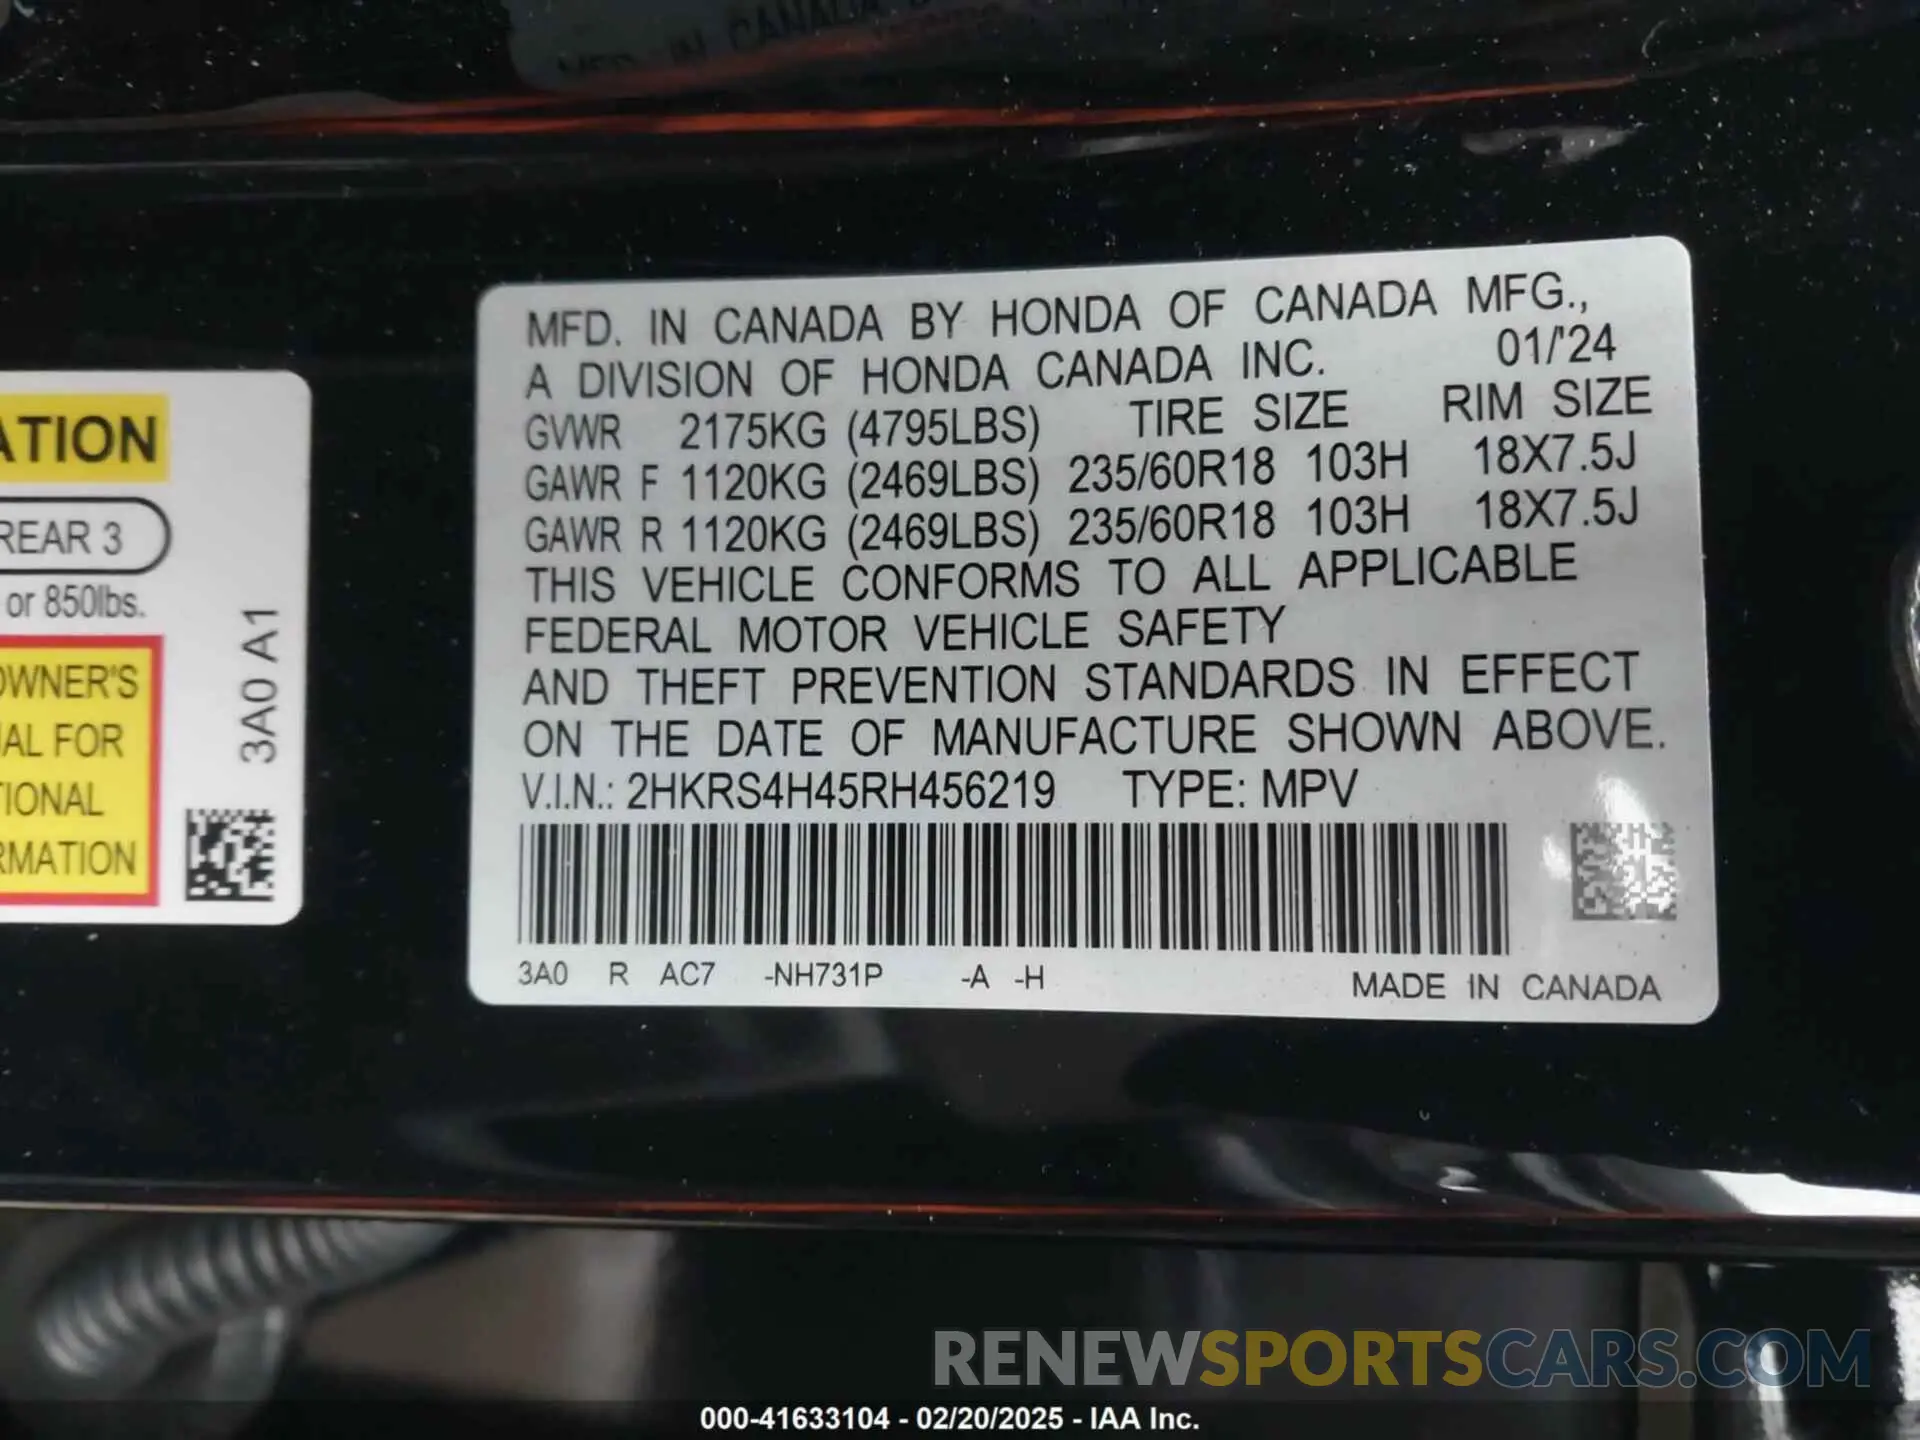 MFD. IN CANADA
MFD. IN CANADA BY HONDA OF CANADA MFG.,
A DIVISION OF HONDA CANADA INC. 01/'24
GVWR 2175KG (4795LBS) TIRE SIZE RIM SIZE
GAWR F 1120KG (2469LBS) 235/60R18 103H 18X7.5J
GAWR R 1120KG (2469LBS) 235/60R18 103H 18X7.5J
THIS VEHICLE CONFORMS TO ALL APPLICABLE
FEDERAL MOTOR VEHICLE SAFETY
AND THEFT PREVENTION STANDARDS IN EFFECT
ON THE DATE OF MANUFACTURE SHOWN ABOVE.
V.I.N.: 2HKRS4H45RH456219 TYPE: MPV
3A0 R AC7 -NH731P -A -H MADE IN CANADA
ATION
REAR 3
or 850lbs.
OWNER'S
AL FOR
TIONAL
RMATION
3A0 A1
RENEWSPORTSCARS.COM
000-41633104 - 02/20/2025 - IAA Inc.